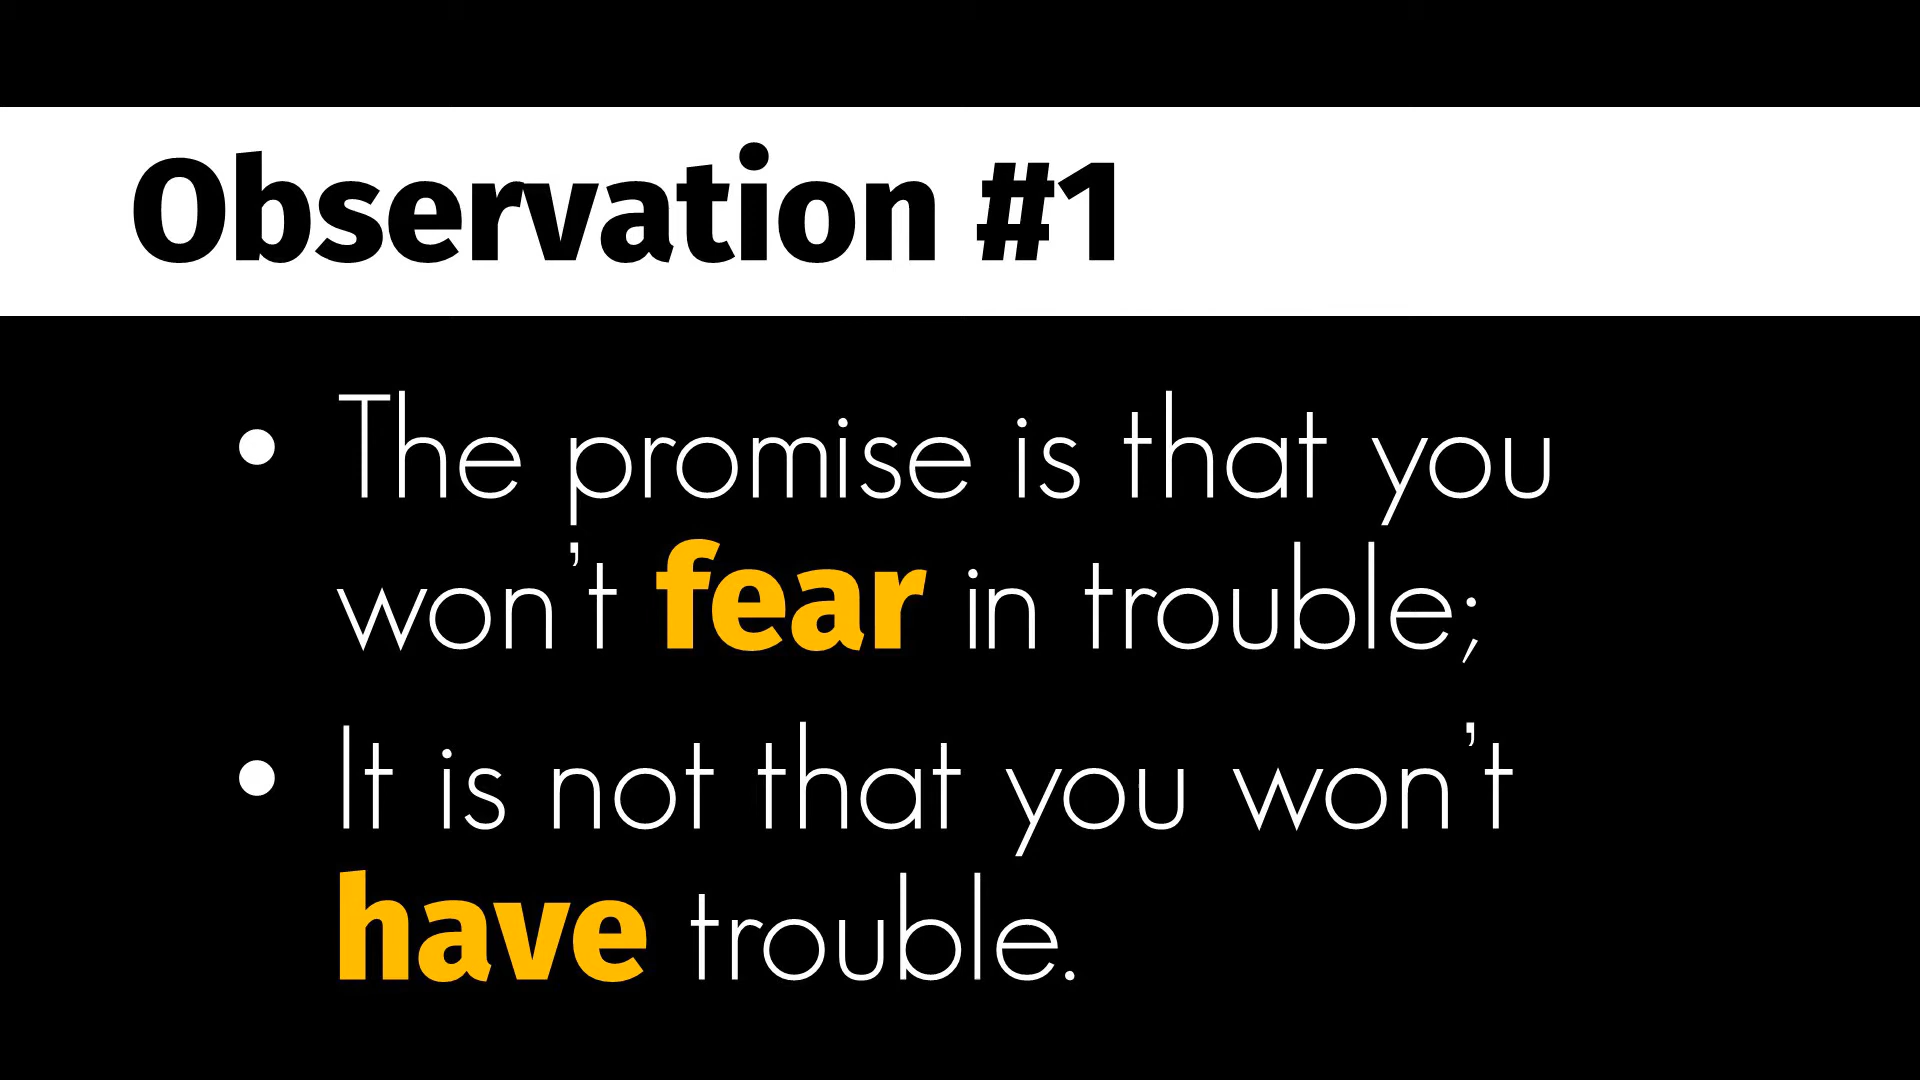 Observation #1
• The promise is that you
won’t fear in trouble;
• It is not that you won’t
have trouble.